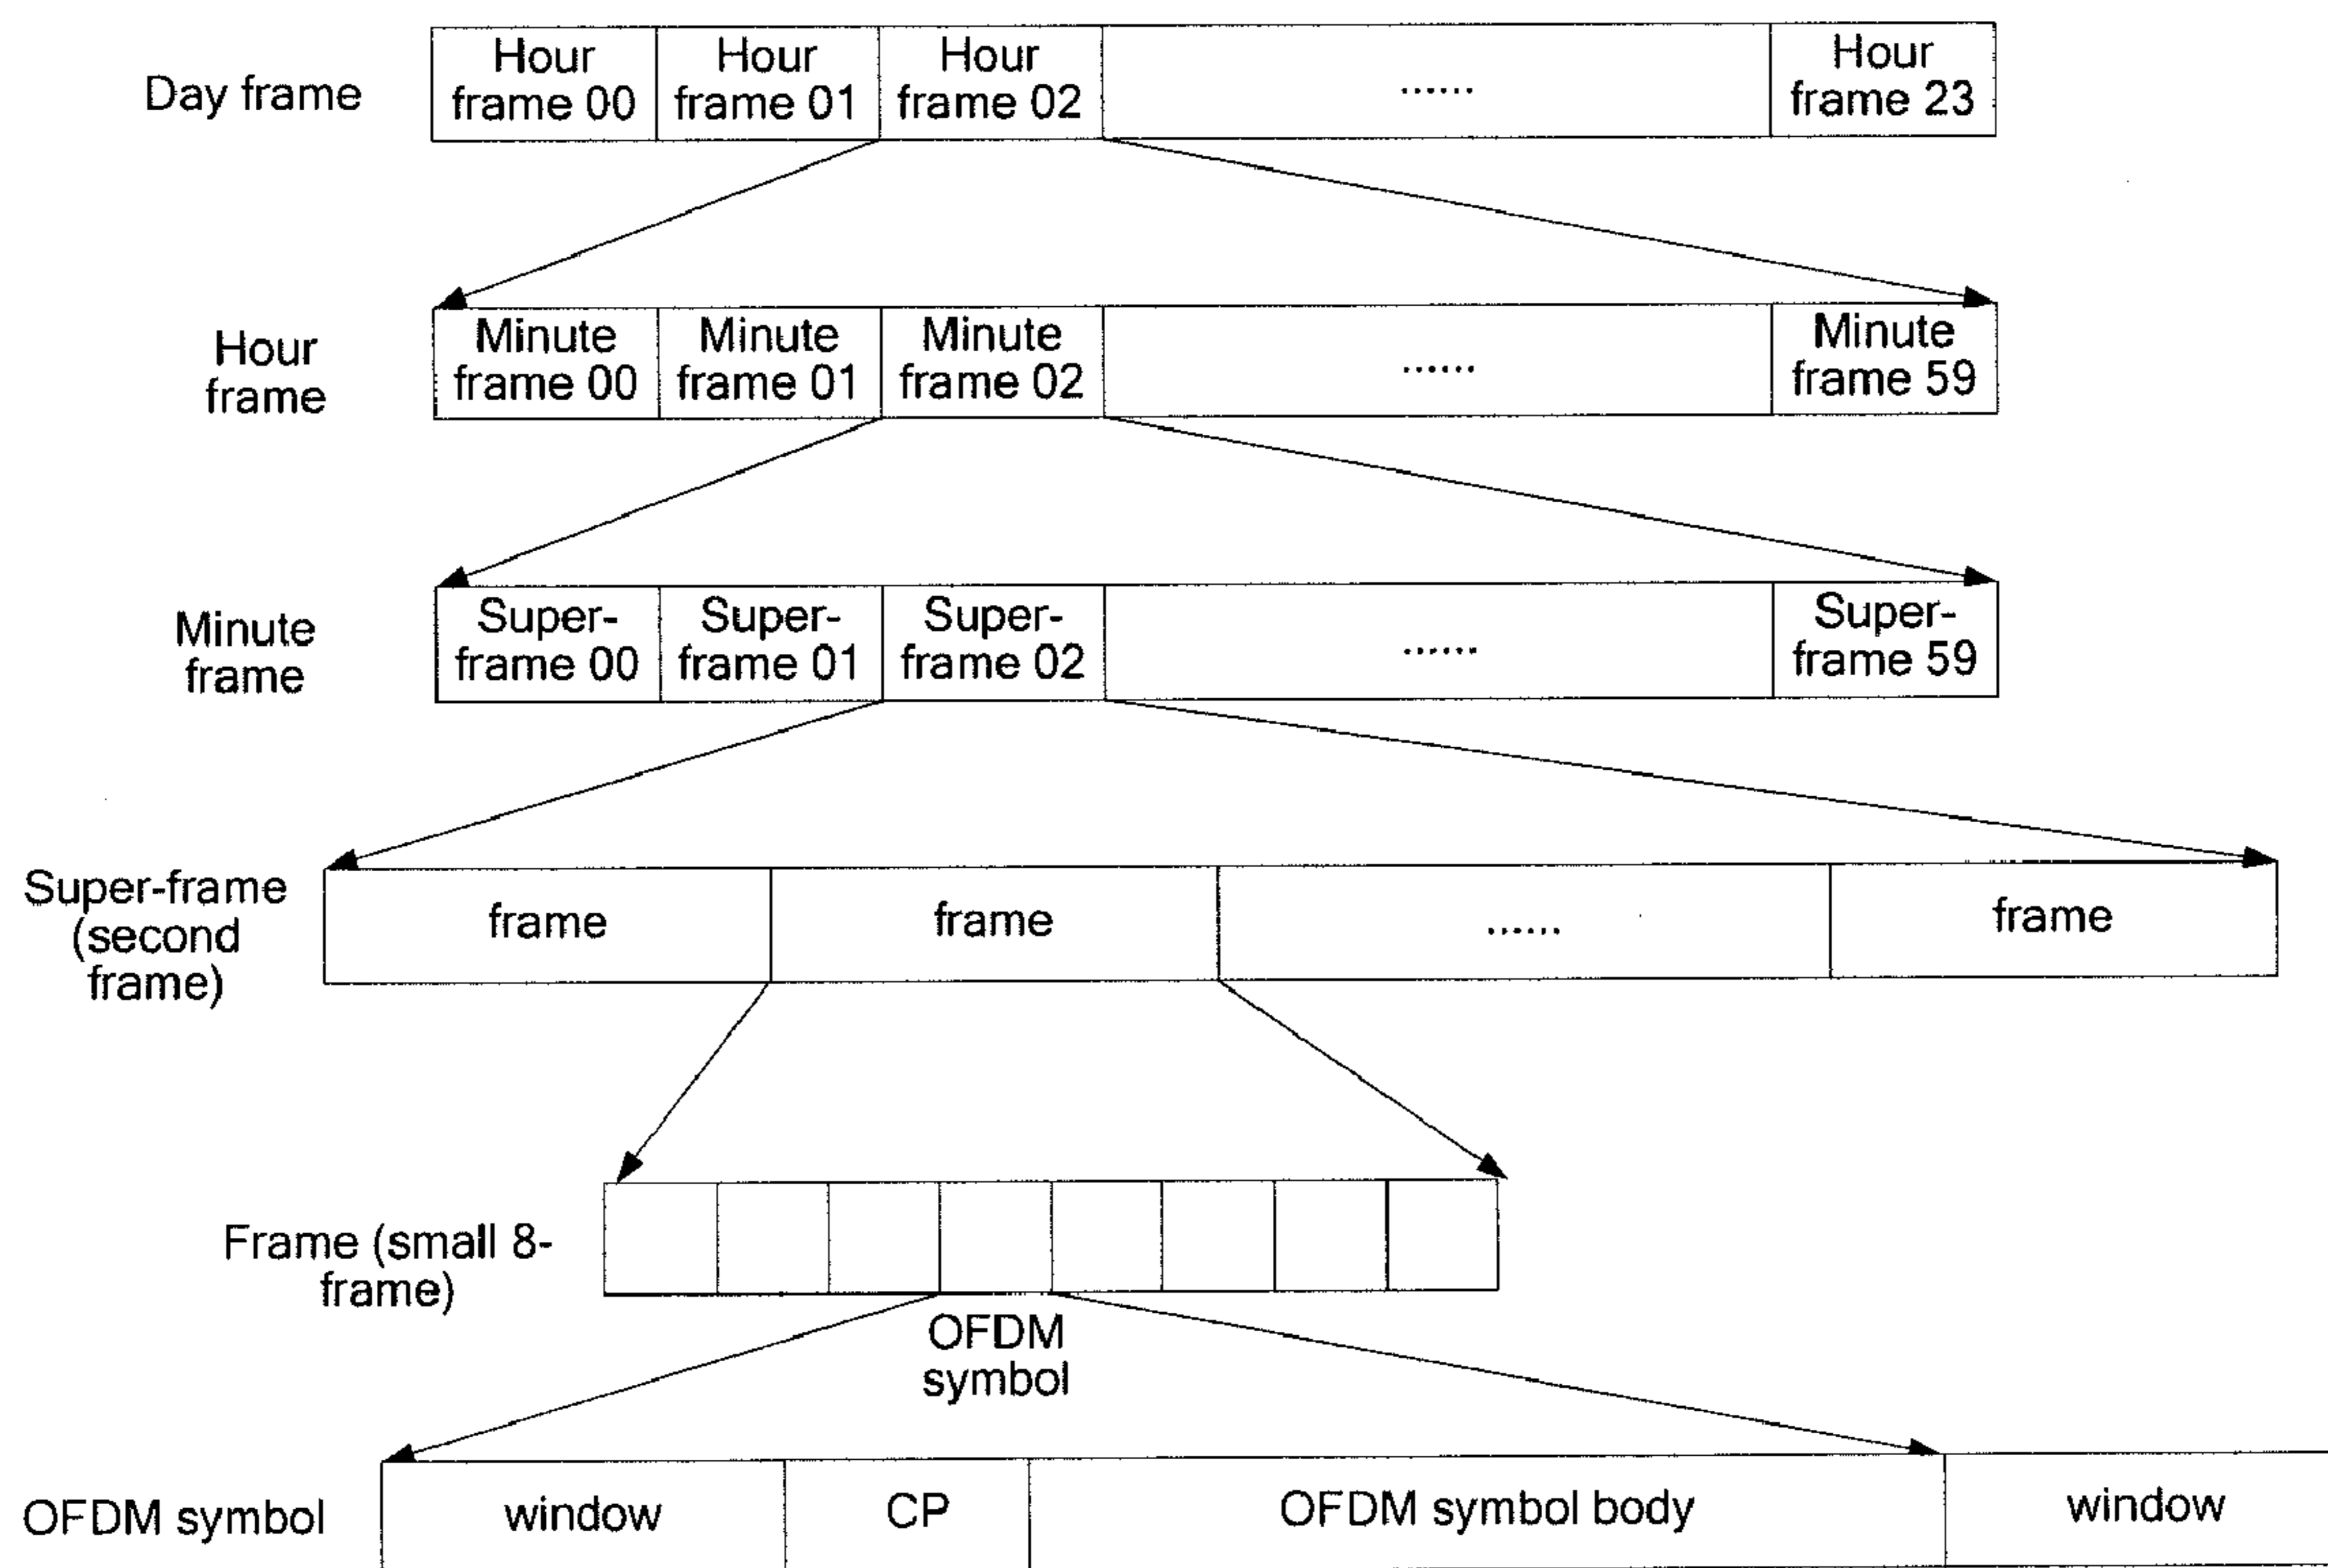 Day frame
Hour frame 00
Hour frame 01
Hour frame 02
......
Hour frame 23
Hour frame
Minute frame 00
Minute frame 01
Minute frame 02
......
Minute frame 59
Minute frame
Super-frame 00
Super-frame 01
Super-frame 02
......
Super-frame 59
Super-frame (second frame)
frame
frame
......
frame
Frame (small 8-frame)
OFDM symbol
OFDM symbol
window
CP
OFDM symbol body
window